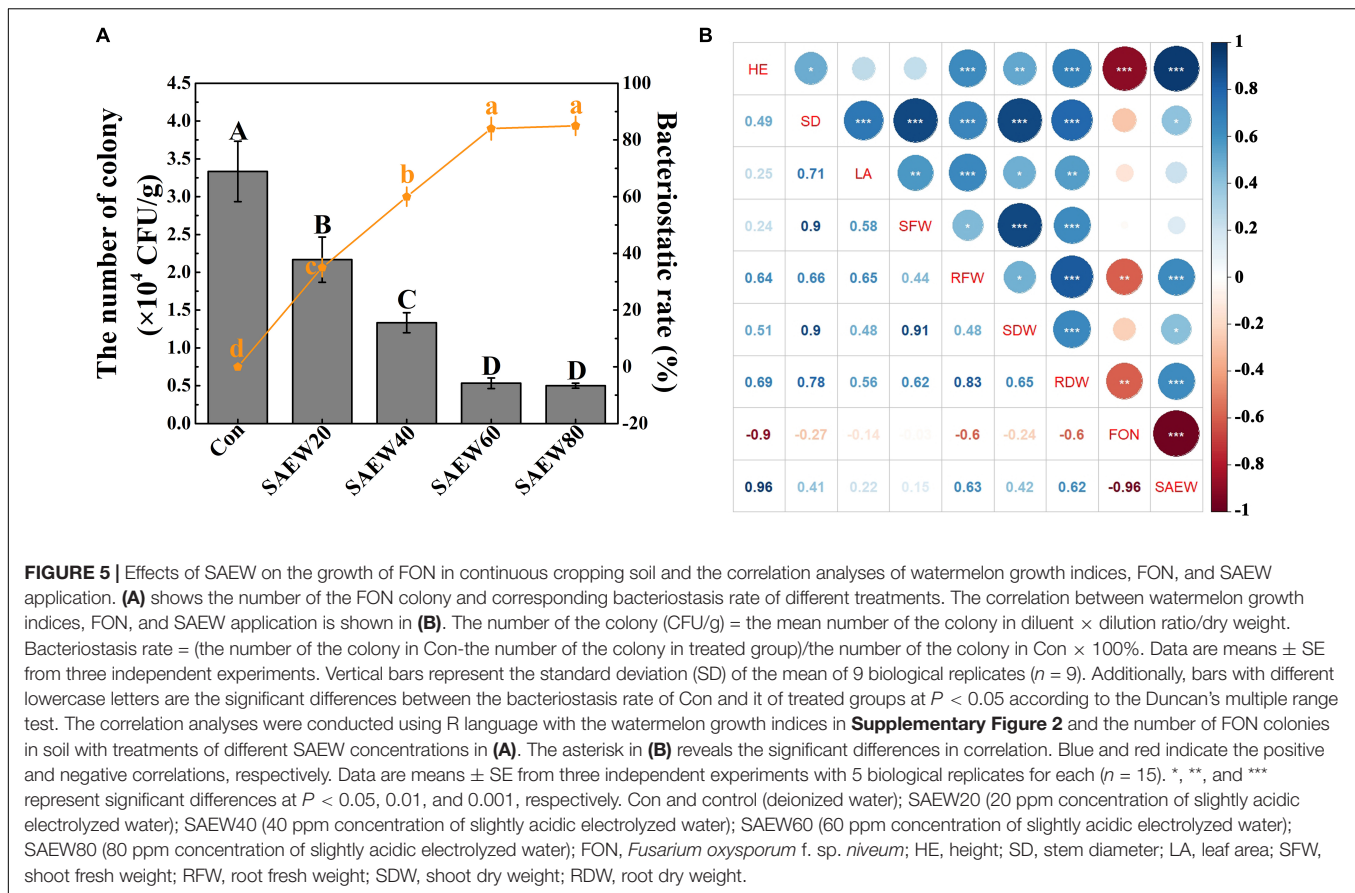 A
The number of colony
(×10⁴ CFU/g)
4.5
4.0
3.5
3.0
2.5
2.0
1.5
1.0
0.5
0.0
A
B
C
D
D
d
c
b
a
a
Con
SAEW20
SAEW40
SAEW60
SAEW80
100
80
60
40
20
0
-20
Bacteriostatic rate (%)
B
HE * *** ** *** *** ***
0.49 SD *** *** *** *** *** *
0.25 0.71 LA ** *** * **
0.24 0.9 0.58 SFW * *** ***
0.64 0.66 0.65 0.44 RFW * *** ** ***
0.51 0.9 0.48 0.91 0.48 SDW *** *
0.69 0.78 0.56 0.62 0.83 0.65 RDW ** ***
-0.9 -0.27 -0.14 -0.6 -0.24 -0.6 FON ***
0.96 0.41 0.22 0.15 0.63 0.42 0.62 -0.96 SAEW
1
0.8
0.6
0.4
0.2
0
-0.2
-0.4
-0.6
-0.8
-1
FIGURE 5 | Effects of SAEW on the growth of FON in continuous cropping soil and the correlation analyses of watermelon growth indices, FON, and SAEW
application. (A) shows the number of the FON colony and corresponding bacteriostasis rate of different treatments. The correlation between watermelon growth
indices, FON, and SAEW application is shown in (B). The number of the colony (CFU/g) = the mean number of the colony in diluent × dilution ratio/dry weight.
Bacteriostasis rate = (the number of the colony in Con-the number of the colony in treated group)/the number of the colony in Con × 100%. Data are means ± SE
from three independent experiments. Vertical bars represent the standard deviation (SD) of the mean of 9 biological replicates (n = 9). Additionally, bars with different
lowercase letters are the significant differences between the bacteriostasis rate of Con and it of treated groups at P < 0.05 according to the Duncan's multiple range
test. The correlation analyses were conducted using R language with the watermelon growth indices in Supplementary Figure 2 and the number of FON colonies
in soil with treatments of different SAEW concentrations in (A). The asterisk in (B) reveals the significant differences in correlation. Blue and red indicate the positive
and negative correlations, respectively. Data are means ± SE from three independent experiments with 5 biological replicates for each (n = 15). *, **, and ***
represent significant differences at P < 0.05, 0.01, and 0.001, respectively. Con and control (deionized water); SAEW20 (20 ppm concentration of slightly acidic
electrolyzed water); SAEW40 (40 ppm concentration of slightly acidic electrolyzed water); SAEW60 (60 ppm concentration of slightly acidic electrolyzed water);
SAEW80 (80 ppm concentration of slightly acidic electrolyzed water); FON, Fusarium oxysporum f. sp. niveum; HE, height; SD, stem diameter; LA, leaf area; SFW,
shoot fresh weight; RFW, root fresh weight; SDW, shoot dry weight; RDW, root dry weight.